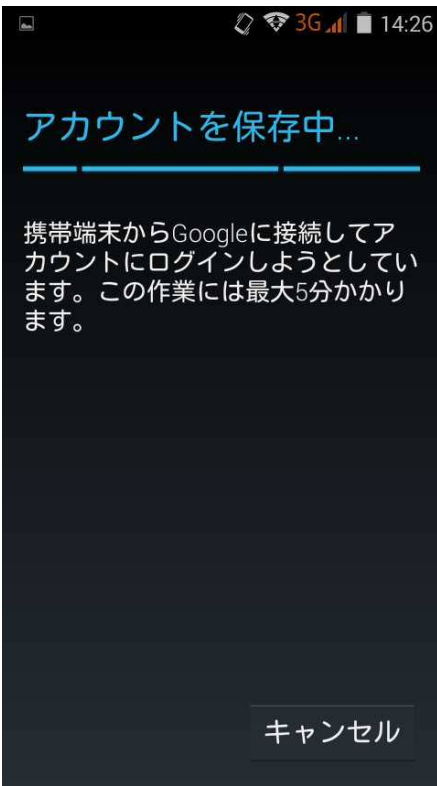 3G 14:26
アカウントを保存中...
携帯端末からGoogleに接続してア
カウントにログインしようとしてい
ます。この作業には最大5分かかり
ます。
キャンセル